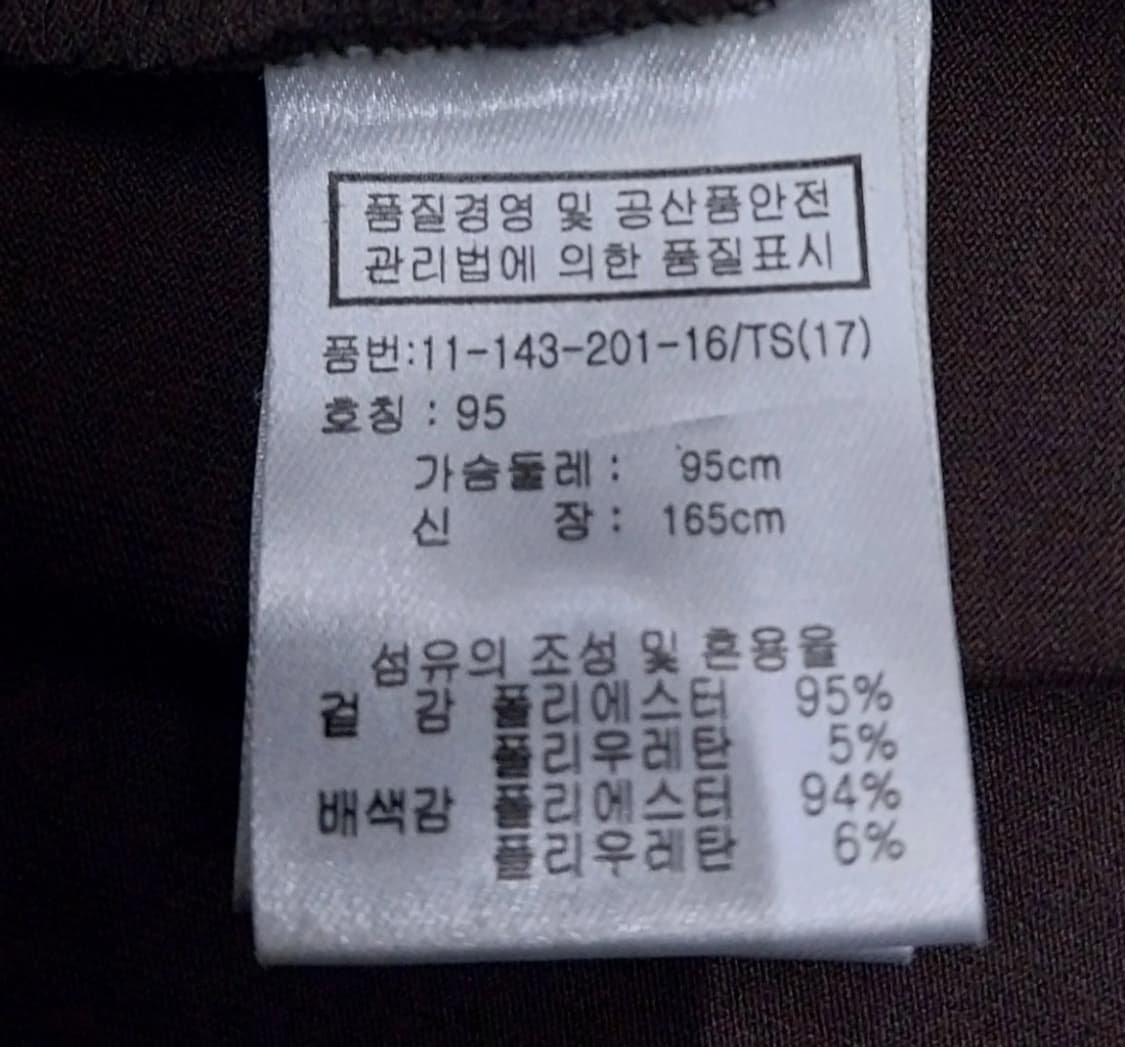 품질경영 및 공산품안전
관리법에 의한 품질표시
품번:11-143-201-16/TS(17)
호칭 : 95
가슴둘레 : 95cm
신 장 : 165cm
섬유의 조성 및 혼용율
겉 감 폴리에스터 95%
폴리우레탄 5%
배색감 폴리에스터 94%
폴리우레탄 6%